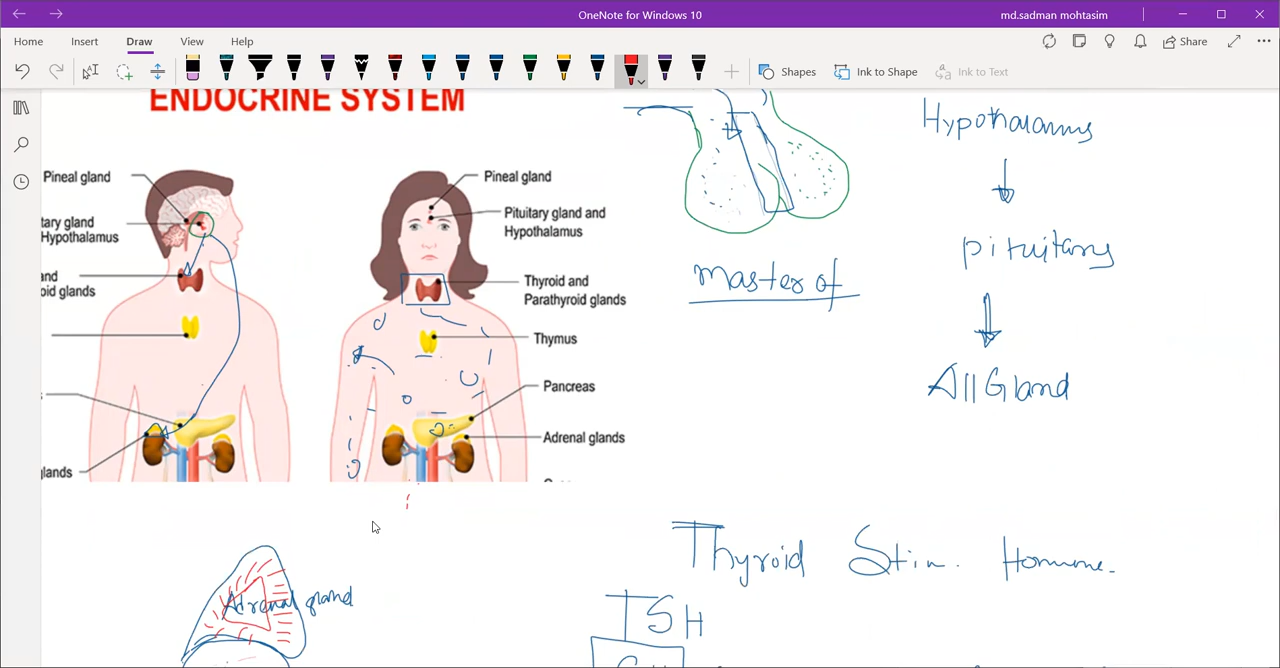 OneNote for Windows 10
md.sadman mohtasim
Home Insert Draw View Help
Share
Shapes
Ink to Shape
Ink to Text
ENDOCRINE SYSTEM
Pineal gland
tary gland
Hypothalamus
and
oid glands
s
glands
Pineal gland
Pituitary gland and
Hypothalamus
Thyroid and
Parathyroid glands
Thymus
Pancreas
Adrenal glands
master of
Hypothalamus
Pituitary
All Gland
Adrenal gland
Thyroid Stim. Hormone.
TSH